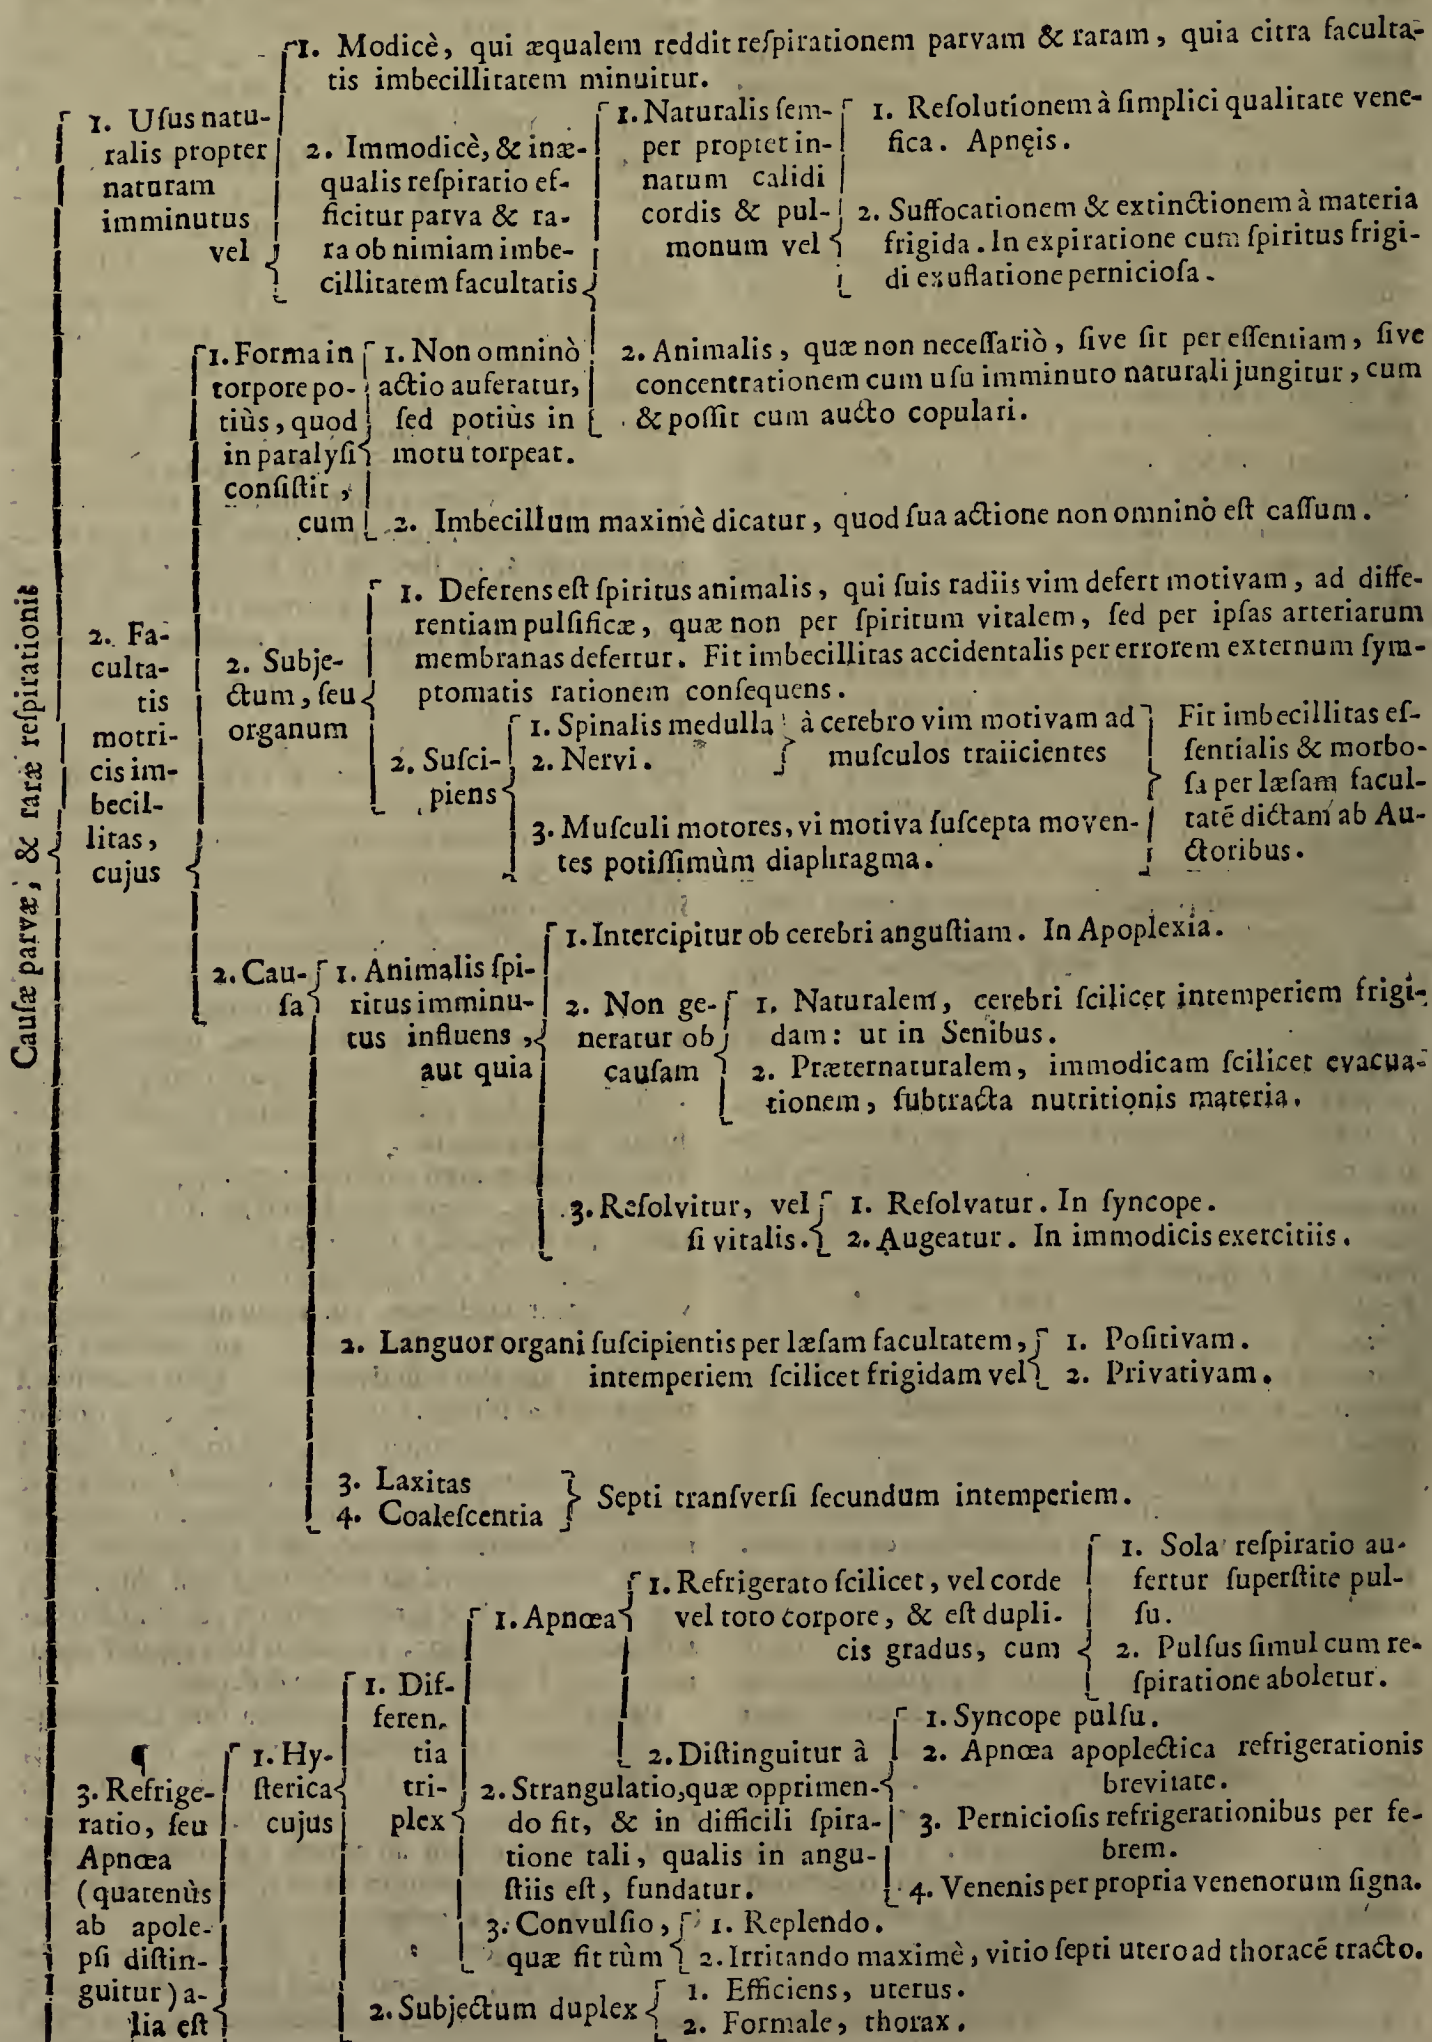 Cauſæ parvæ, & raræ reſpirationis
1. Uſus natu-
ralis propter
naturam
imminutus
vel
1. Modicè, qui æqualem reddit reſpirationem parvam & raram, quia citra faculta-
tis imbecillitatem minuitur.
2. Immodicè, & inæ-
qualis reſpiratio ef-
ficitur parva & ra-
ra ob nimiam imbe-
cillitatem facultatis
1. Naturalis ſem-
per proptet in-
natum calidi
cordis & pul-
monum vel
1. Reſolutionem à ſimplici qualitate vene-
fica. Apnęis.
2. Suffocationem & extinctionem à materia
frigida. In expiratione cum ſpiritus frigi-
di exuflatione pernicioſa.
2. Animalis, quæ non neceſſariò, ſive fit per eſſentiam, ſive
concentrationem cum uſu imminuto naturali jungitur, cum
& poſſit cum aucto copulari.
2. Fa-
culta-
tis
motri-
cis im-
becil-
litas,
cujus
1. Forma in
torpore po-
tiùs, quod
in paralyſi
conſiſtit,
cum
1. Non omninò
actio auferatur,
ſed potiùs in
motu torpeat.
2. Imbecillum maximè dicatur, quod ſua actione non omninò eſt caſſum.
2. Subje-
ctum, ſeu
organum
1. Deferens eſt ſpiritus animalis, qui ſuis radiis vim defert motivam, ad diffe-
rentiam pulſificæ, quæ non per ſpiritum vitalem, ſed per ipſas arteriarum
membranas defertur. Fit imbecillitas accidentalis per errorem externum ſym-
ptomatis rationem conſequens.
2. Suſci-
piens
1. Spinalis medulla
2. Nervi.
à cerebro vim motivam ad
muſculos traiicientes
3. Muſculi motores, vi motiva ſuſcepta moven-
tes potiſſimùm diaphragma.
Fit imbecillitas eſ-
ſentialis & morbo-
ſa per læſam facul-
taté dictam ab Au-
ctoribus.
2. Cau-
ſa
1. Animalis ſpi-
ritus imminu-
tus influens,
aut quia
1. Intercipitur ob cerebri anguſtiam. In Apoplexia.
2. Non ge-
neratur ob
cauſam
1. Naturalem, cerebri ſcilicet intemperiem frigi-
dam: ut in Senibus.
2. Præternaturalem, immodicam ſcilicet evacua-
tionem, ſubtracta nutritionis materia.
3. Reſolvitur, vel
ſi vitalis.
1. Reſolvatur. In ſyncope.
2. Augeatur. In immodicis exercitiis.
2. Languor organi ſuſcipientis per læſam facultatem,
intemperiem ſcilicet frigidam vel
1. Poſitivam.
2. Privativam.
3. Laxitas
4. Coaleſcentia
Septi tranſverſi ſecundum intemperiem.
¶
3. Refrige-
ratio, ſeu
Apnœa
(quatenùs
ab apole-
pſi diſtin-
guitur) a-
lia eſt
1. Hy-
ſterica
cujus
1. Dif-
feren-
tia
tri-
plex
1. Apnœa
1. Refrigerato ſcilicet, vel corde
vel toto corpore, & eſt dupli-
cis gradus, cum
1. Sola reſpiratio au-
fertur ſuperſtite pul-
ſu.
2. Pulſus ſimul cum re-
ſpiratione aboletur.
2. Diſtinguitur à
1. Syncope pulſu.
2. Apnœa apoplectica refrigerationis
brevitate.
3. Pernicioſis refrigerationibus per fe-
brem.
4. Venenis per propria venenorum ſigna.
2. Strangulatio, quæ opprimen-
do fit, & in difficili ſpira-
tione tali, qualis in angu-
ſtiis eſt, fundatur.
3. Convulſio,
quæ fit tùm
1. Replendo.
2. Irritando maximè, vitio ſepti utero ad thoracé tracto.
2. Subjectum duplex
1. Efficiens, uterus.
2. Formale, thorax.